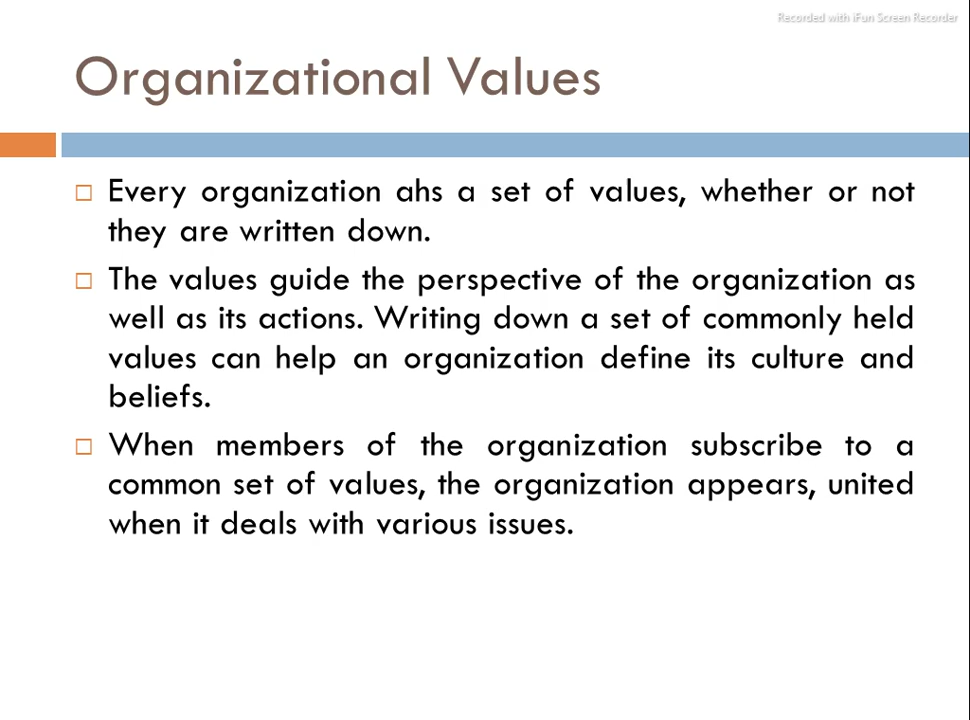 Recorded with iFun Screen Recorder
Organizational Values
Every organization ahs a set of values, whether or not
they are written down.
The values guide the perspective of the organization as
well as its actions. Writing down a set of commonly held
values can help an organization define its culture and
beliefs.
When members of the organization subscribe to a
common set of values, the organization appears, united
when it deals with various issues.